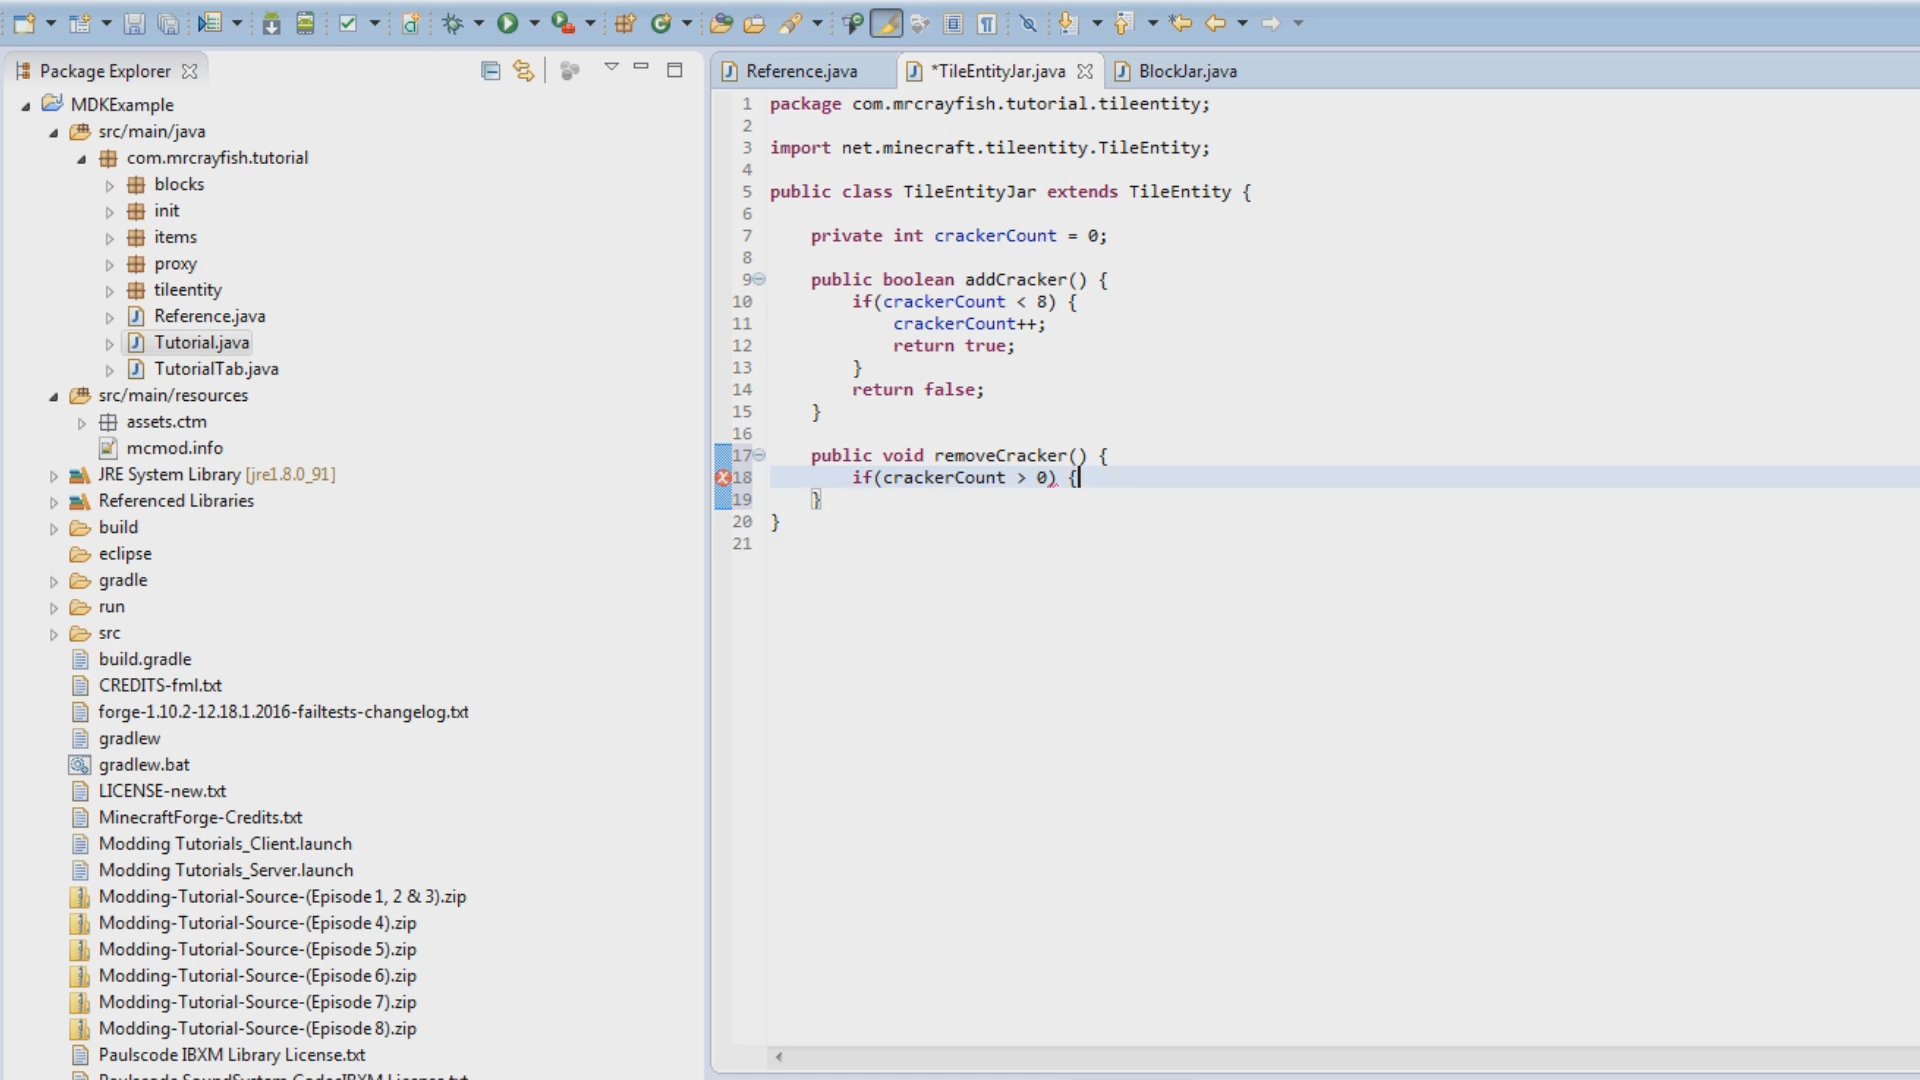 Package Explorer
MDKExample
src/main/java
com.mrcrayfish.tutorial
blocks
init
items
proxy
tileentity
Reference.java
Tutorial.java
TutorialTab.java
src/main/resources
assets.ctm
mcmod.info
JRE System Library [jre1.8.0_91]
Referenced Libraries
build
eclipse
gradle
run
src
build.gradle
CREDITS-fml.txt
forge-1.10.2-12.18.1.2016-failtests-changelog.txt
gradlew
gradlew.bat
LICENSE-new.txt
MinecraftForge-Credits.txt
Modding Tutorials_Client.launch
Modding Tutorials_Server.launch
Modding-Tutorial-Source-(Episode 1, 2 & 3).zip
Modding-Tutorial-Source-(Episode 4).zip
Modding-Tutorial-Source-(Episode 5).zip
Modding-Tutorial-Source-(Episode 6).zip
Modding-Tutorial-Source-(Episode 7).zip
Modding-Tutorial-Source-(Episode 8).zip
Paulscode IBXM Library License.txt
Reference.java *TileEntityJar.java BlockJar.java
1 package com.mrcrayfish.tutorial.tileentity;
2
3 import net.minecraft.tileentity.TileEntity;
4
5 public class TileEntityJar extends TileEntity {
6
7 private int crackerCount = 0;
8
9 public boolean addCracker() {
10 if(crackerCount < 8) {
11 crackerCount++;
12 return true;
13 }
14 return false;
15 }
16
17 public void removeCracker() {
18 if(crackerCount > 0) {
19 }
20 }
21